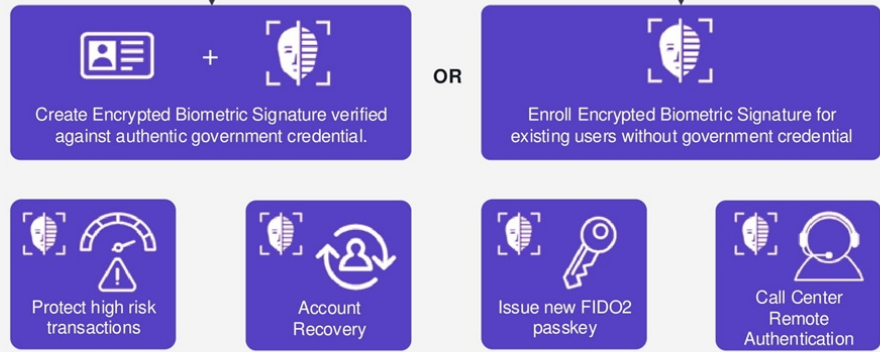 Create Encrypted Biometric Signature verified
against authentic government credential.
OR
Enroll Encrypted Biometric Signature for
existing users without government credential
Protect high risk
transactions
Account
Recovery
Issue new FIDO2
passkey
Call Center
Remote
Authentication